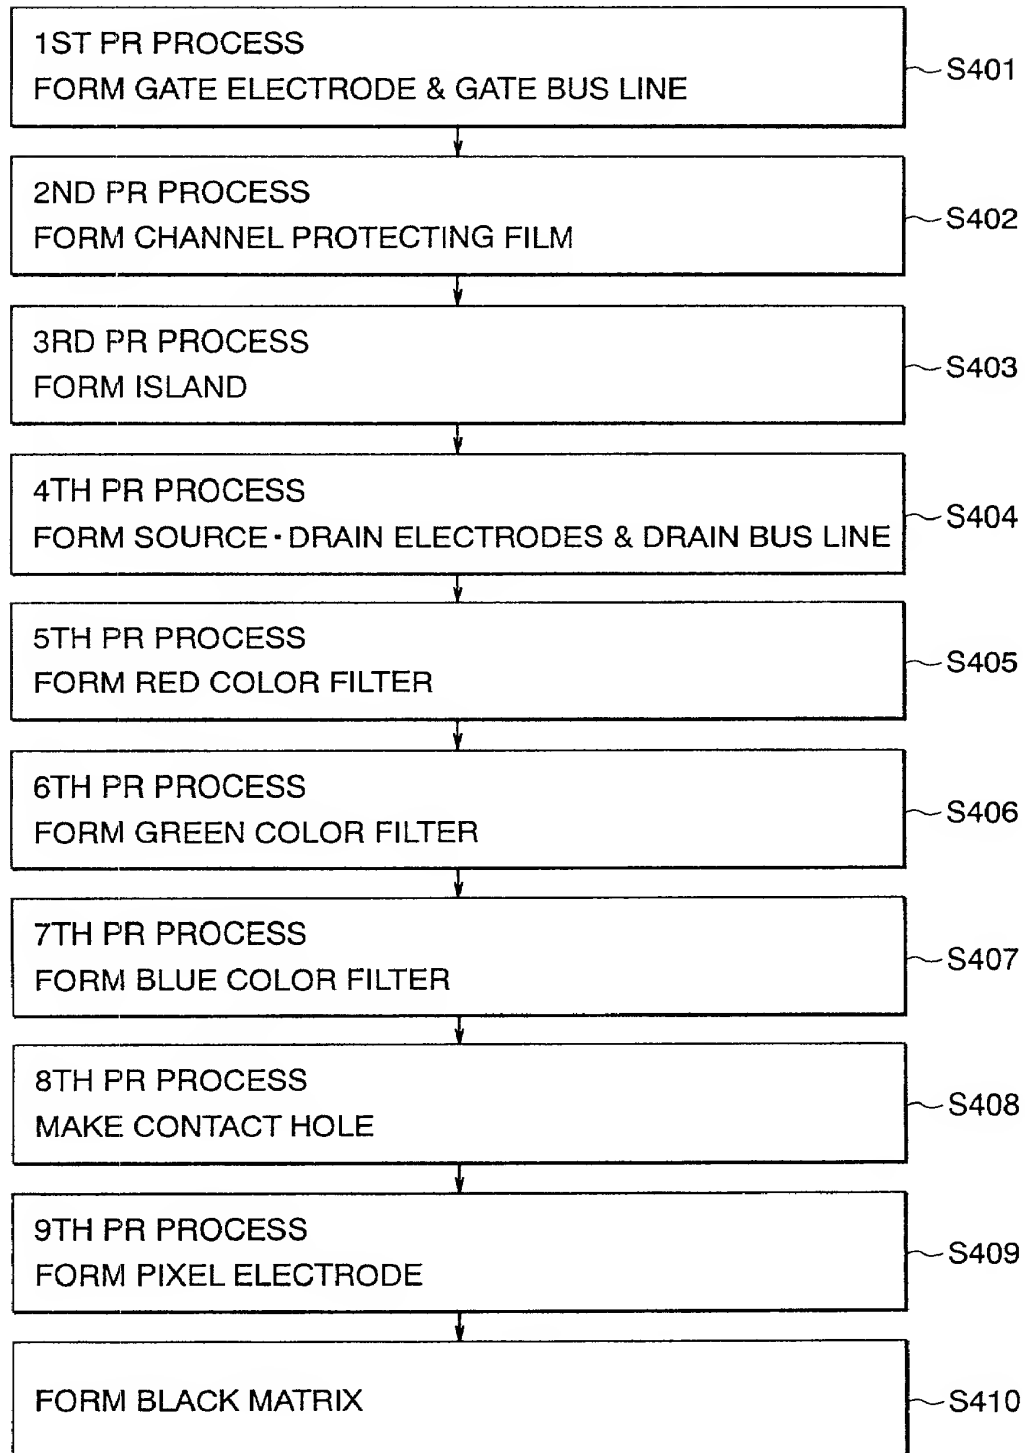 1ST PR PROCESS
FORM GATE ELECTRODE & GATE BUS LINE
S401
2ND PR PROCESS
FORM CHANNEL PROTECTING FILM
S402
3RD PR PROCESS
FORM ISLAND
S403
4TH PR PROCESS
FORM SOURCE·DRAIN ELECTRODES & DRAIN BUS LINE
S404
5TH PR PROCESS
FORM RED COLOR FILTER
S405
6TH PR PROCESS
FORM GREEN COLOR FILTER
S406
7TH PR PROCESS
FORM BLUE COLOR FILTER
S407
8TH PR PROCESS
MAKE CONTACT HOLE
S408
9TH PR PROCESS
FORM PIXEL ELECTRODE
S409
FORM BLACK MATRIX
S410